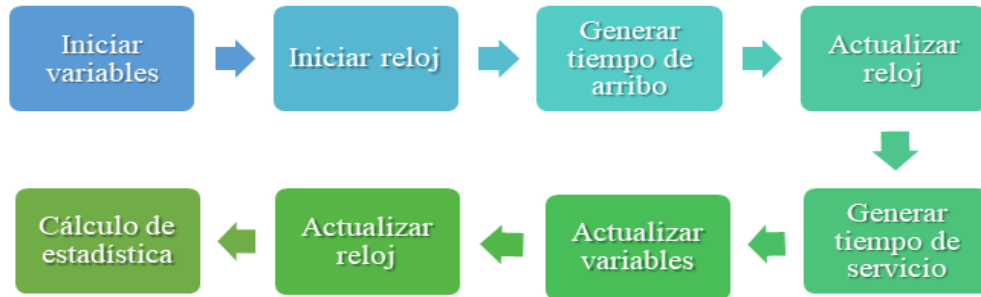 Iniciar
variables
Iniciar reloj
Generar
tiempo de
arribo
Actualizar
reloj
Generar
tiempo de
servicio
Actualizar
variables
Actualizar
reloj
Cálculo de
estadística